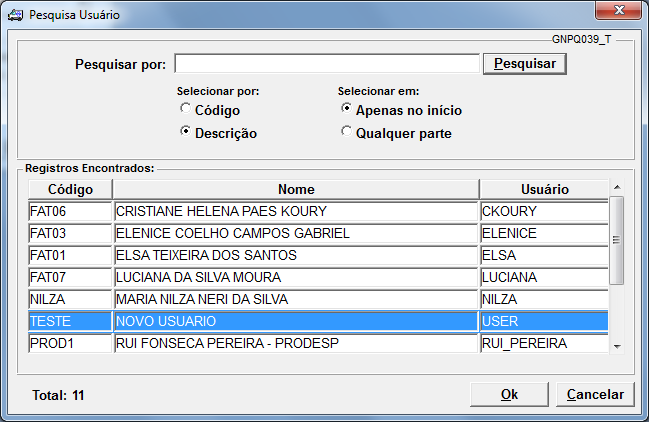 Pesquisa Usuário
GNPQ039_T
Pesquisar por: Pesquisar
Selecionar por: Selecionar em:
Código Apenas no início
Descrição Qualquer parte
Registros Encontrados:
Código Nome Usuário
FAT06 CRISTIANE HELENA PAES KOURY CKOURY
FAT03 ELENICE COELHO CAMPOS GABRIEL ELENICE
FAT01 ELSA TEIXEIRA DOS SANTOS ELSA
FAT07 LUCIANA DA SILVA MOURA LUCIANA
NILZA MARIA NILZA NERI DA SILVA NILZA
TESTE NOVO USUARIO USER
PROD1 RUI FONSECA PEREIRA - PRODESP RUI_PEREIRA
Total: 11 Ok Cancelar